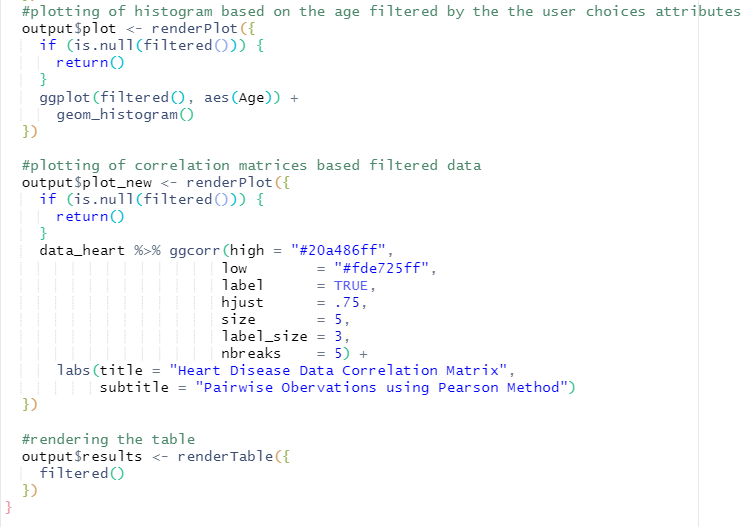 #plotting of histogram based on the age filtered by the the user choices attributes
output$plot <- renderPlot({
if (is.null(filtered())) {
return()
}
ggplot(filtered(), aes(Age)) +
geom_histogram()
})
#plotting of correlation matrices based filtered data
output$plot_new <- renderPlot({
if (is.null(filtered())) {
return()
}
data_heart %>% ggcorr(high = "#20a486ff",
low = "#fde725ff",
label = TRUE,
hjust = .75,
size = 5,
label_size = 3,
nbreaks = 5) +
labs(title = "Heart Disease Data Correlation Matrix",
subtitle = "Pairwise Obervations using Pearson Method")
})
#rendering the table
output$results <- renderTable({
filtered()
})
}